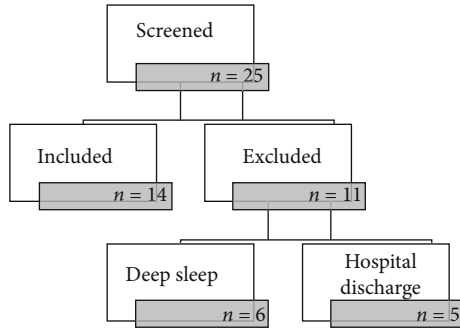 Screened
n = 25
Included
n = 14
Excluded
n = 11
Deep sleep
n = 6
Hospital
discharge
n = 5